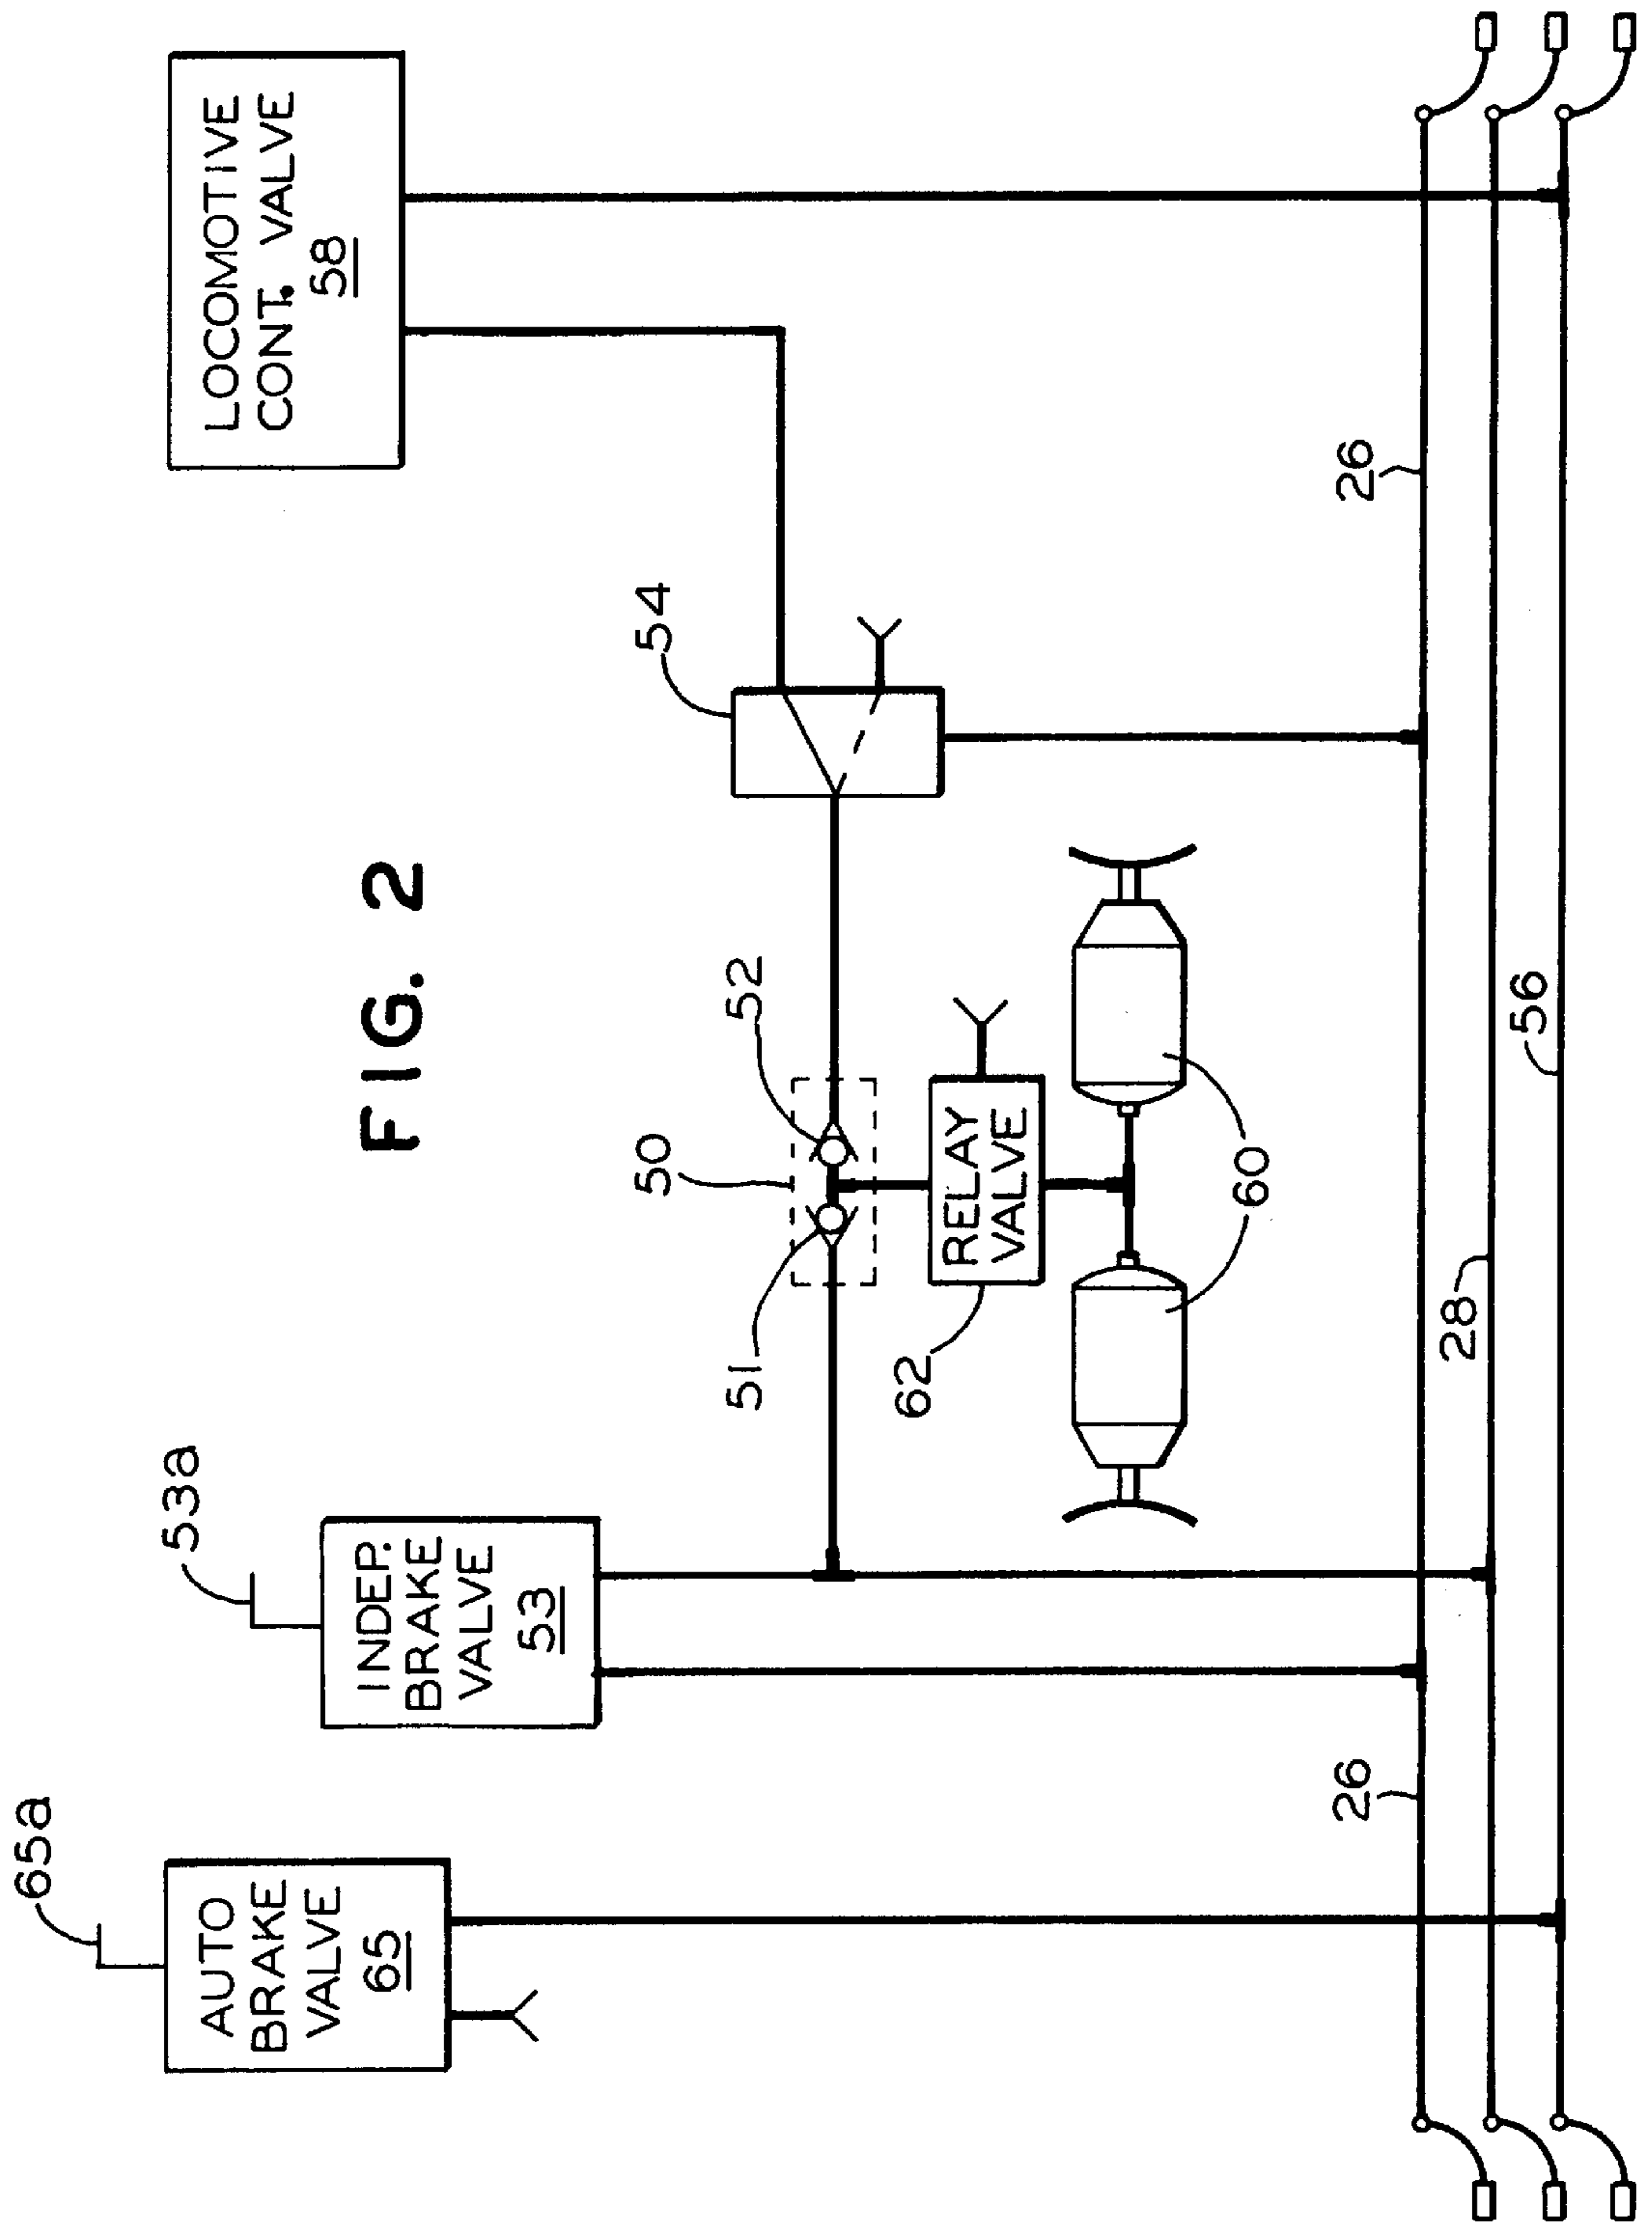 FIG. 2
65a
AUTO
BRAKE
VALVE
65
53a
INDEP.
BRAKE
VALVE
53
LOCOMOTIVE
CONT. VALVE
58
50
51
52
54
62
RELAY
VALVE
60
26
26
28
56